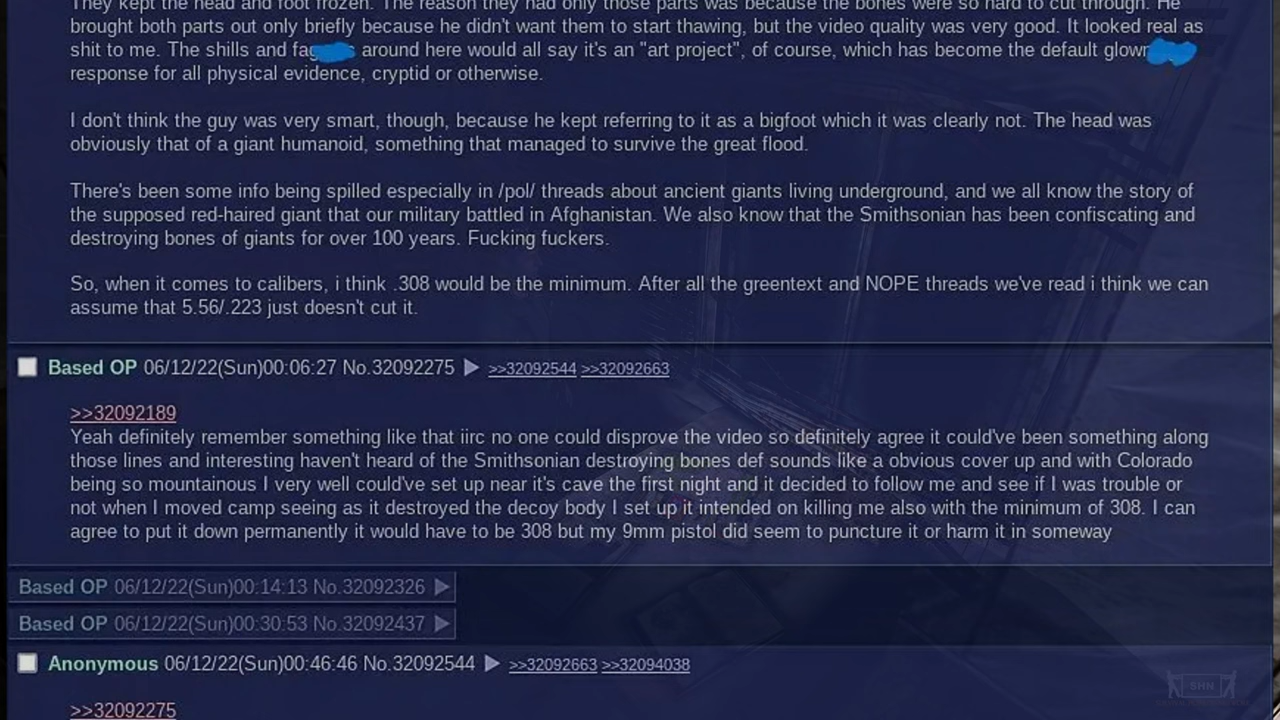 They kept the head and foot frozen. The reason they had only those parts was because the bones were so hard to cut through. He
brought both parts out only briefly because he didn't want them to start thawing, but the video quality was very good. It looked real as
shit to me. The shills and fag s around here would all say it's an "art project", of course, which has become the default glown
response for all physical evidence, cryptid or otherwise.
I don't think the guy was very smart, though, because he kept referring to it as a bigfoot which it was clearly not. The head was
obviously that of a giant humanoid, something that managed to survive the great flood.
There's been some info being spilled especially in /pol/ threads about ancient giants living underground, and we all know the story of
the supposed red-haired giant that our military battled in Afghanistan. We also know that the Smithsonian has been confiscating and
destroying bones of giants for over 100 years. Fucking fuckers.
So, when it comes to calibers, i think .308 would be the minimum. After all the greentext and NOPE threads we've read i think we can
assume that 5.56/.223 just doesn't cut it.
Based OP 06/12/22(Sun)00:06:27 No.32092275 ▶ >>32092544 >>32092663
>>32092189
Yeah definitely remember something like that iirc no one could disprove the video so definitely agree it could've been something along
those lines and interesting haven't heard of the Smithsonian destroying bones def sounds like a obvious cover up and with Colorado
being so mountainous I very well could've set up near it's cave the first night and it decided to follow me and see if I was trouble or
not when I moved camp seeing as it destroyed the decoy body I set up it intended on killing me also with the minimum of 308. I can
agree to put it down permanently it would have to be 308 but my 9mm pistol did seem to puncture it or harm it in someway
Based OP 06/12/22(Sun)00:14:13 No.32092326 ▶
Based OP 06/12/22(Sun)00:30:53 No.32092437 ▶
Anonymous 06/12/22(Sun)00:46:46 No.32092544 ▶ >>32092663 >>32094038
>>32092275
SHN